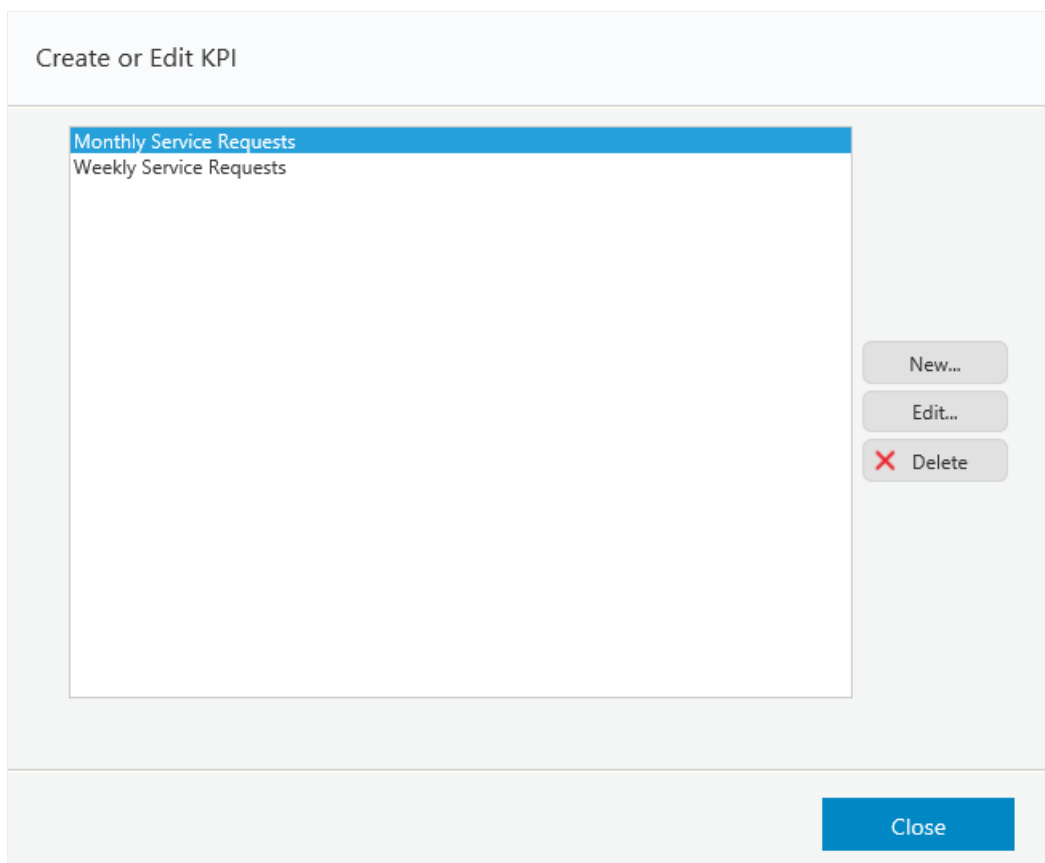 Create or Edit KPI
Monthly Service Requests
Weekly Service Requests
New...
Edit...
Delete
Close